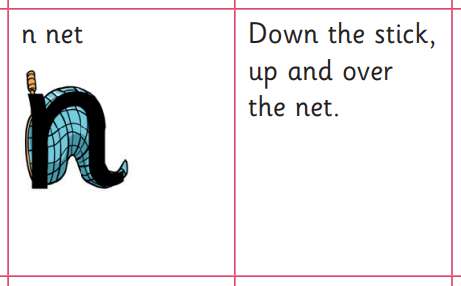 n net
n
Down the stick,
up and over
the net.